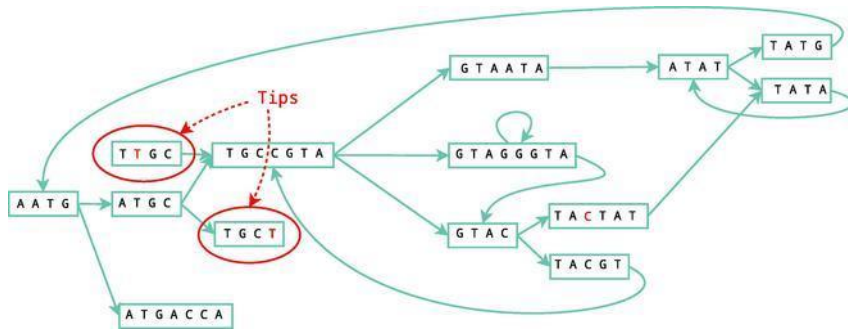 TATG
GTAATA
ATAT
TATA
Tips
TTGC
TGCCGTA
GTAGGGTA
AATG
ATGC
TGCT
GTAC
TACTAT
TACGT
ATGACCA